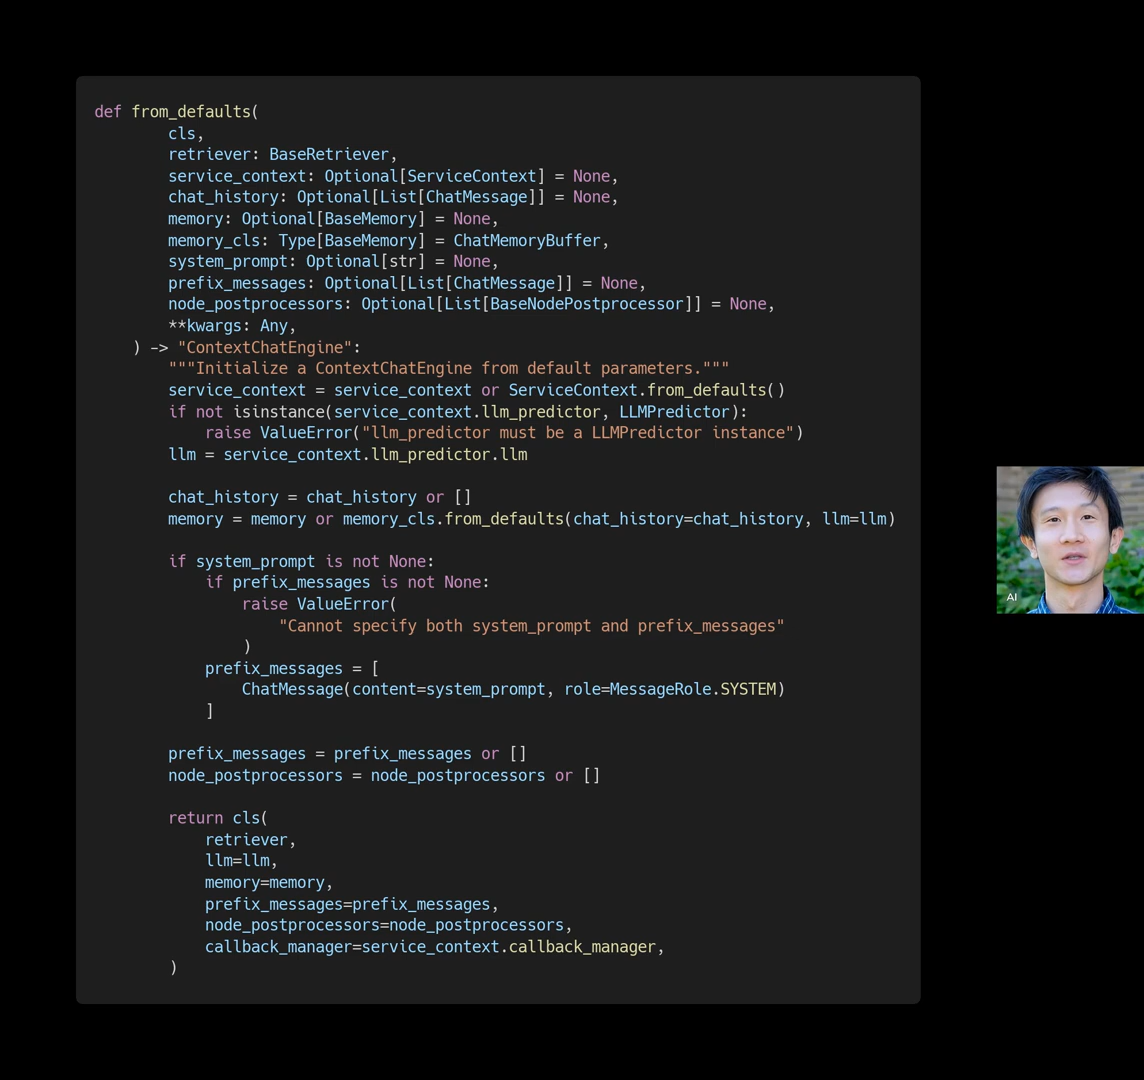 def from_defaults(
        cls,
        retriever: BaseRetriever,
        service_context: Optional[ServiceContext] = None,
        chat_history: Optional[List[ChatMessage]] = None,
        memory: Optional[BaseMemory] = None,
        memory_cls: Type[BaseMemory] = ChatMemoryBuffer,
        system_prompt: Optional[str] = None,
        prefix_messages: Optional[List[ChatMessage]] = None,
        node_postprocessors: Optional[List[BaseNodePostprocessor]] = None,
        **kwargs: Any,
    ) -> "ContextChatEngine":
        """Initialize a ContextChatEngine from default parameters."""
        service_context = service_context or ServiceContext.from_defaults()
        if not isinstance(service_context.llm_predictor, LLMPredictor):
            raise ValueError("llm_predictor must be a LLMPredictor instance")
        llm = service_context.llm_predictor.llm

        chat_history = chat_history or []
        memory = memory or memory_cls.from_defaults(chat_history=chat_history, llm=llm)

        if system_prompt is not None:
            if prefix_messages is not None:
                raise ValueError(
                    "Cannot specify both system_prompt and prefix_messages"
                )
            prefix_messages = [
                ChatMessage(content=system_prompt, role=MessageRole.SYSTEM)
            ]

        prefix_messages = prefix_messages or []
        node_postprocessors = node_postprocessors or []

        return cls(
            retriever,
            llm=llm,
            memory=memory,
            prefix_messages=prefix_messages,
            node_postprocessors=node_postprocessors,
            callback_manager=service_context.callback_manager,
        )
AI